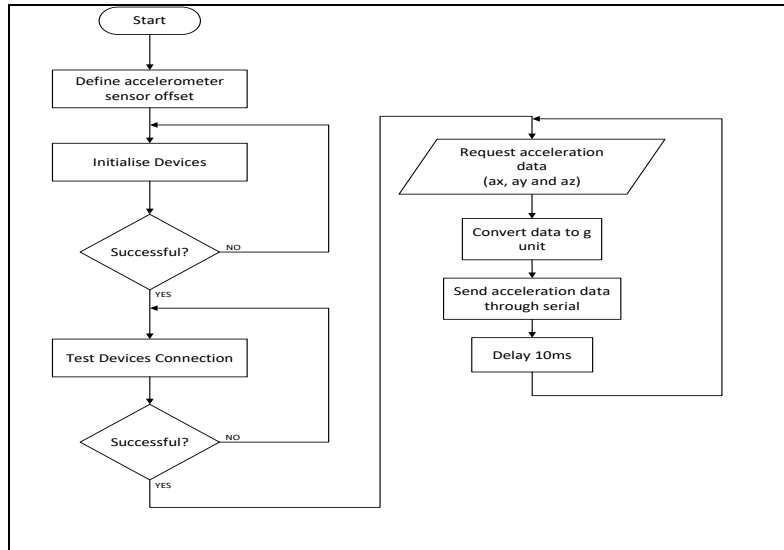 Start
Define accelerometer
sensor offset
Initialise Devices
Successful?
NO
YES
Test Devices Connection
Successful?
NO
YES
Request acceleration
data
(ax, ay and az)
Convert data to g
unit
Send acceleration data
through serial
Delay 10ms